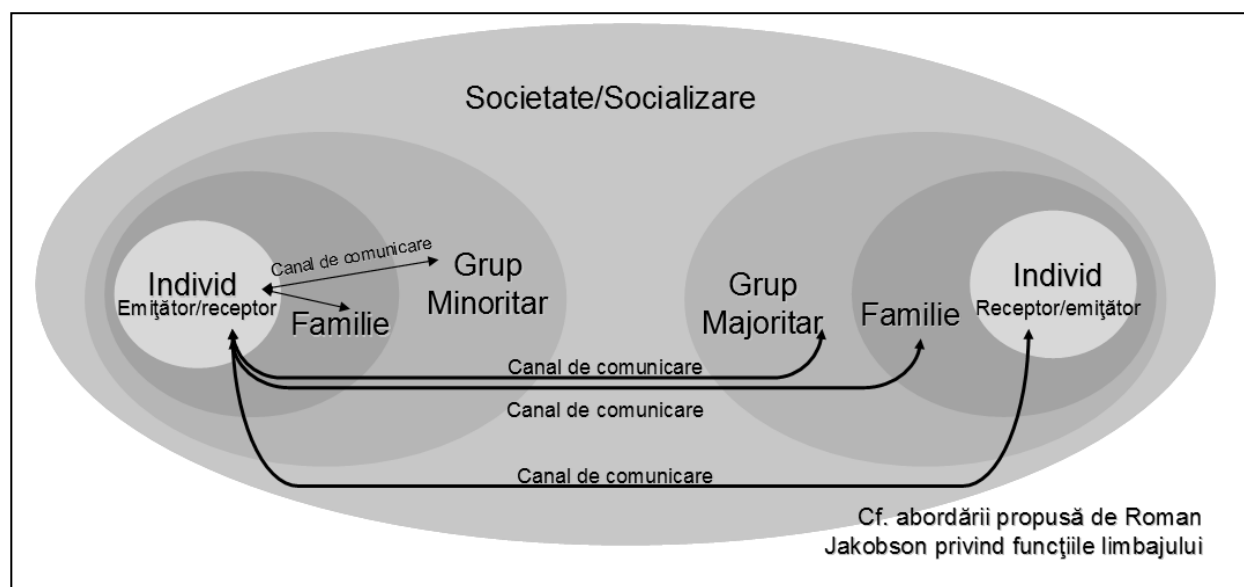 Societate/Socializare
Canal de comunicare
Individ
Emiţător/receptor
Familie
Grup
Minoritar
Grup
Majoritar
Familie
Individ
Receptor/emiţător
Canal de comunicare
Canal de comunicare
Canal de comunicare
Cf. abordării propusă de Roman
Jakobson privind funcţiile limbajului